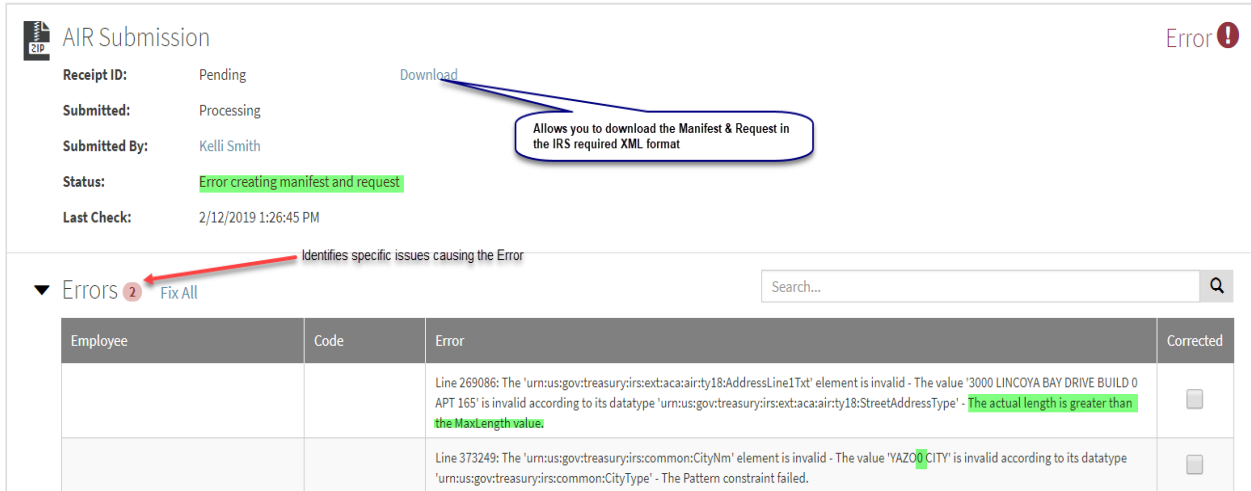 ZIP
AIR Submission
Error
Receipt ID: Pending Download
Submitted: Processing
Allows you to download the Manifest & Request in
the IRS required XML format
Submitted By: Kelli Smith
Status: Error creating manifest and request
Last Check: 2/12/2019 1:26:45 PM
Identifies specific issues causing the Error
Errors 2 Fix All
Search...
Employee Code Error Corrected
Line 269086: The 'urn:us:gov:treasury:irs:ext:aca:air:ty18:AddressLine1Txt' element is invalid - The value '3000 LINCOYA BAY DRIVE BUILD 0
APT 165' is invalid according to its datatype 'urn:us:gov:treasury:irs:ext:aca:air:ty18:StreetAddressType' - The actual length is greater than
the MaxLength value.
Line 373249: The 'urn:us:gov:treasury:irs:common:CityNm' element is invalid - The value 'YAZO0 CITY' is invalid according to its datatype
'urn:us:gov:treasury:irs:common:CityType' - The Pattern constraint failed.